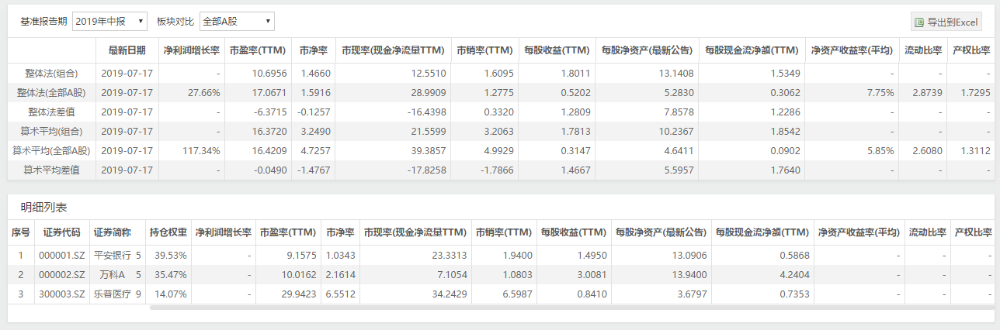 基准报告期 2019年中报 板块对比 全部A股 导出到Excel
最新日期 净利润增长率 市盈率(TTM) 市净率 市现率(现金净流量TTM) 市销率(TTM) 每股收益(TTM) 每股净资产(最新公告) 每股现金流净额(TTM) 净资产收益率(平均) 流动比率 产权比率
整体法(组合) 2019-07-17 - 10.6956 1.4660 12.5510 1.6095 1.8011 13.1408 1.5349 - - -
整体法(全部A股) 2019-07-17 27.66% 17.0671 1.5916 28.9909 1.2775 0.5202 5.2830 0.3062 7.75% 2.8739 1.7295
整体法差值 2019-07-17 - -6.3715 -0.1257 -16.4398 0.3320 1.2809 7.8578 1.2286 - - -
算术平均(组合) 2019-07-17 - 16.3720 3.2490 21.5599 3.2063 1.7813 10.2367 1.8542 - - -
算术平均(全部A股) 2019-07-17 117.34% 16.4209 4.7257 39.3857 4.9929 0.3147 4.6411 0.0902 5.85% 2.6080 1.3112
算术平均差值 2019-07-17 - -0.0490 -1.4767 -17.8258 -1.7866 1.4667 5.5957 1.7640 - - -
明细列表
序号 证券代码 证券简称 持仓权重 净利润增长率 市盈率(TTM) 市净率 市现率(现金净流量TTM) 市销率(TTM) 每股收益(TTM) 每股净资产(最新公告) 每股现金流净额(TTM) 净资产收益率(平均) 流动比率 产权比率
1 000001.SZ 平安银行 5 39.53% - 9.1575 1.0343 23.3313 1.9400 1.4950 13.0906 0.5868 - - -
2 000002.SZ 万科A 5 35.47% - 10.0162 2.1614 7.1054 1.0803 3.0081 13.9400 4.2404 - - -
3 300003.SZ 乐普医疗 9 14.07% - 29.9423 6.5512 34.2429 6.5987 0.8410 3.6797 0.7353 - - -